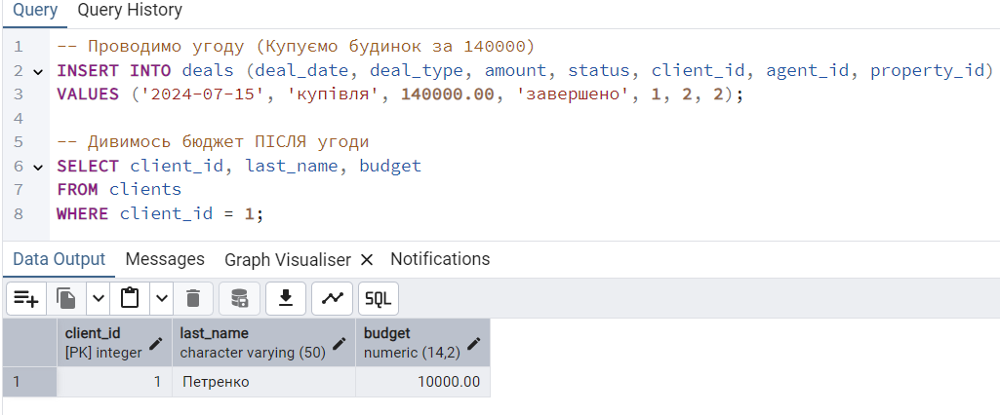 Query Query History
1 -- Проводимо угоду (Купуємо будинок за 140000)
2 INSERT INTO deals (deal_date, deal_type, amount, status, client_id, agent_id, property_id)
3 VALUES ('2024-07-15', 'купівля', 140000.00, 'завершено', 1, 2, 2);
4
5 -- Дивимось бюджет ПІСЛЯ угоди
6 SELECT client_id, last_name, budget
7 FROM clients
8 WHERE client_id = 1;
Data Output Messages Graph Visualiser Notifications
SQL
client_id last_name budget
[PK] integer character varying (50) numeric (14,2)
1 1 Петренко 10000.00